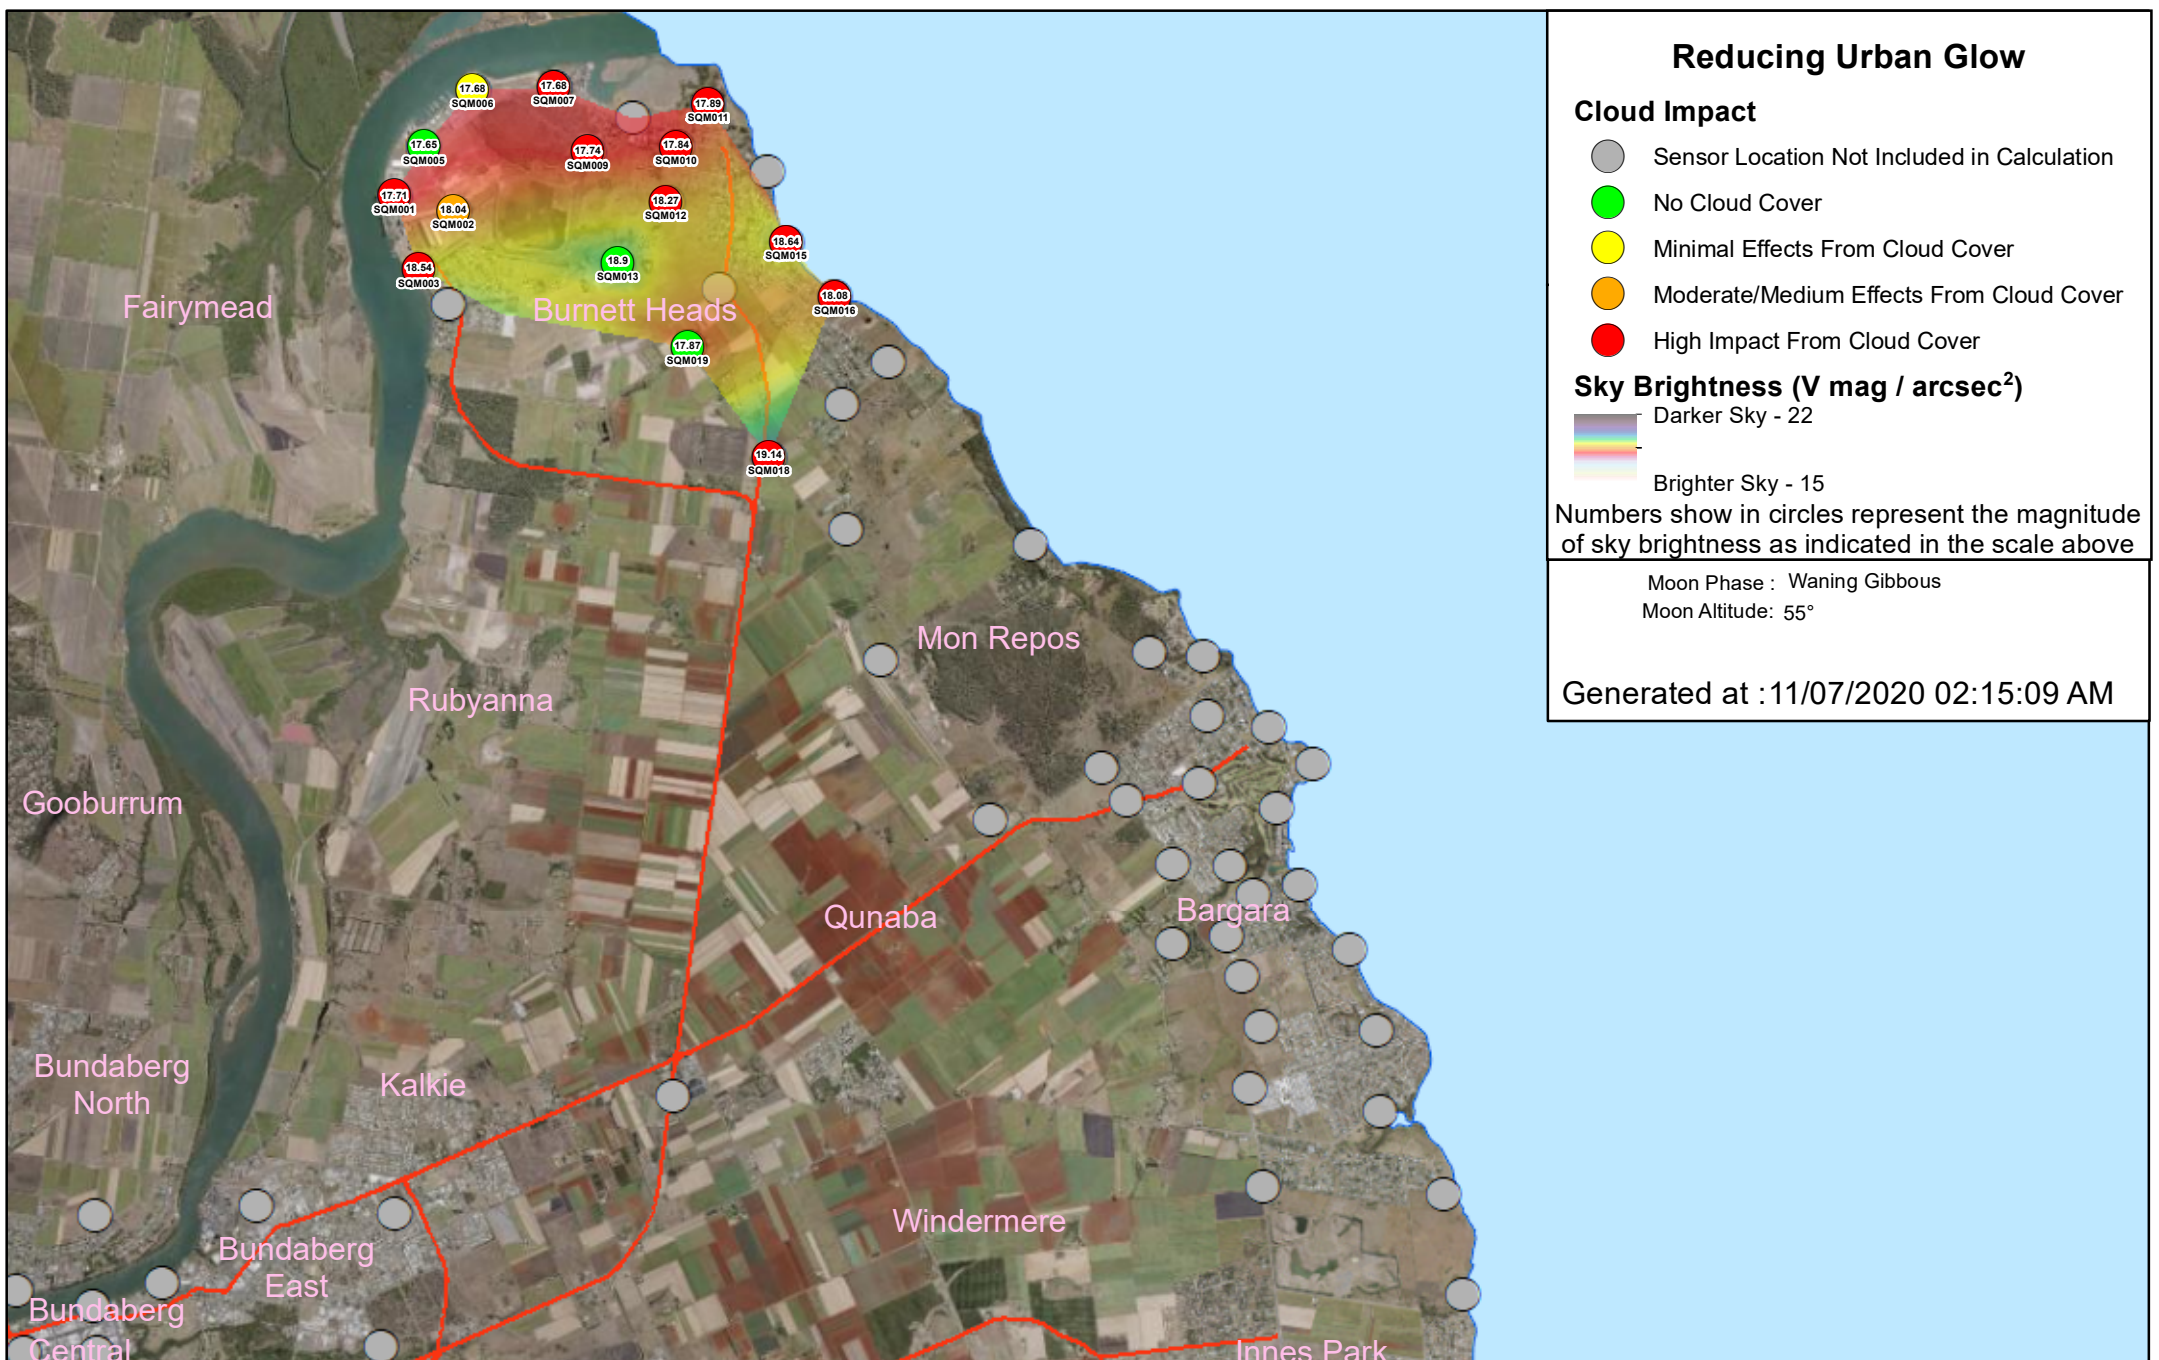 Reducing Urban Glow
Cloud Impact
Sensor Location Not Included in Calculation
No Cloud Cover
Minimal Effects From Cloud Cover
Moderate/Medium Effects From Cloud Cover
High Impact From Cloud Cover
Sky Brightness (V mag / arcsec²)
Darker Sky - 22
Brighter Sky - 15
Numbers show in circles represent the magnitude
of sky brightness as indicated in the scale above
Moon Phase : Waning Gibbous
Moon Altitude: 55°
Generated at :11/07/2020 02:15:09 AM
17.68
SQM006
17.68
SQM007
17.89
SQM011
17.65
SQM005
17.74
SQM009
17.84
SQM010
17.71
SQM001
18.04
SQM002
18.27
SQM012
18.64
SQM015
18.54
SQM003
18.9
SQM013
18.08
SQM016
Fairymead
Burnett Heads
17.87
SQM019
19.14
SQM018
Mon Repos
Rubyanna
Gooburrum
Qunaba
Bargara
Bundaberg
North
Kalkie
Windermere
Bundaberg
East
Bundaberg
Central
Innes Park